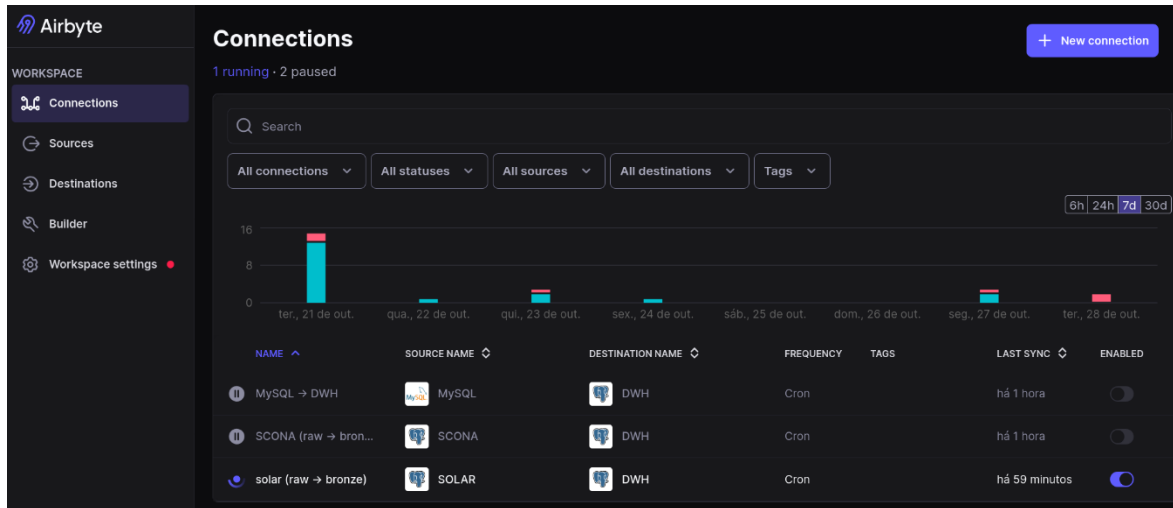 Airbyte
WORKSPACE
Connections
Sources
Destinations
Builder
Workspace settings
Connections
1 running · 2 paused
+ New connection
Search
All connections All statuses All sources All destinations Tags
6h 24h 7d 30d
16
8
0
ter., 21 de out. qua., 22 de out. qui., 23 de out. sex., 24 de out. sáb., 25 de out. dom., 26 de out. seg., 27 de out. ter., 28 de out.
NAME SOURCE NAME DESTINATION NAME FREQUENCY TAGS LAST SYNC ENABLED
MySQL → DWH MySQL MySQL DWH Cron há 1 hora
SCONA (raw → bron... SCONA DWH Cron há 1 hora
solar (raw → bronze) SOLAR DWH Cron há 59 minutos